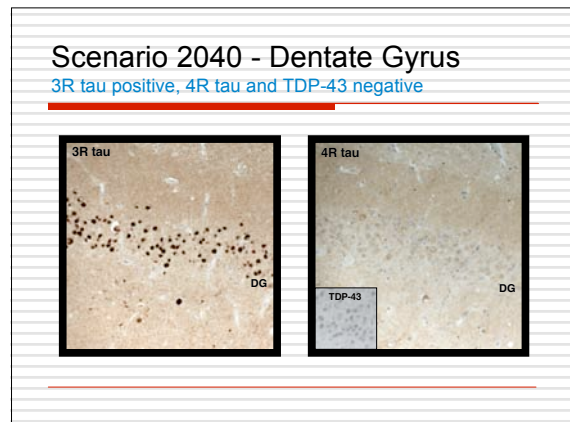 Scenario 2040 - Dentate Gyrus
3R tau positive, 4R tau and TDP-43 negative
3R tau
DG
4R tau
DG
TDP-43